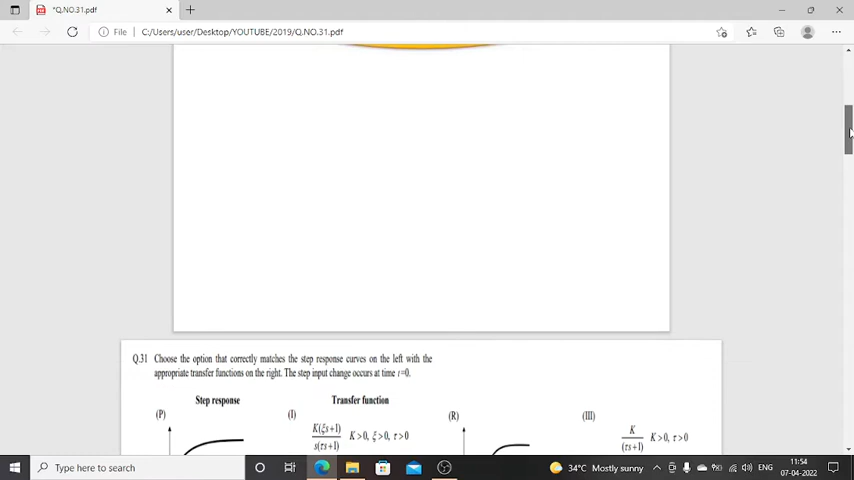 *Q.NO.31.pdf
File
C:/Users/user/Desktop/YOUTUBE/2019/Q.NO.31.pdf
Q.31 Choose the option that correctly matches the step response curves on the left with the
appropriate transfer functions on the right. The step input change occurs at time t=0.
Step response Transfer function
(P) (I) (R) (III)
K(ξs+1)
s(τs+1)
K>0, ξ>0, τ>0
K
(τs+1)
K>0, τ>0
Type here to search
34°C Mostly sunny
ENG
11:54
07-04-2022